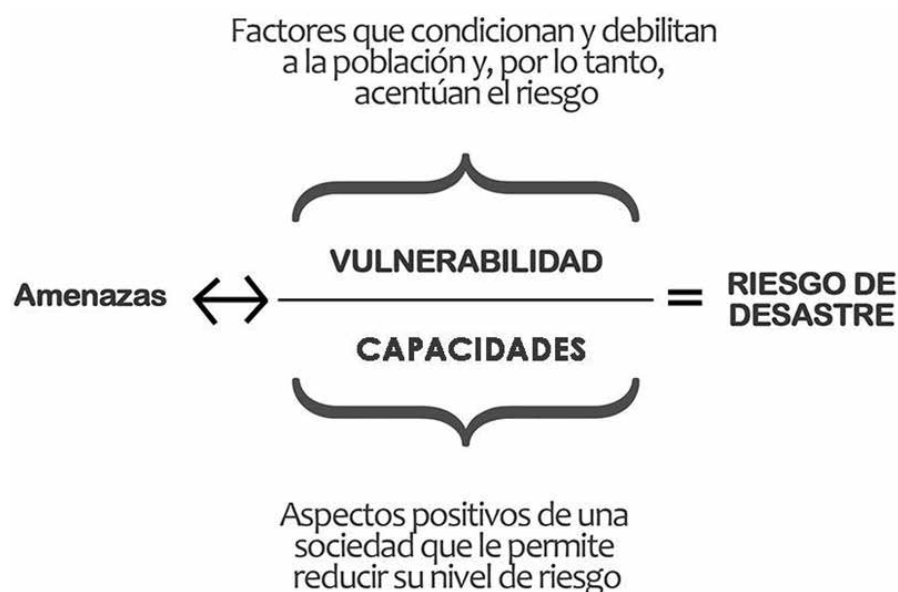 Factores que condicionan y debilitan
a la población y, por lo tanto,
acentúan el riesgo
VULNERABILIDAD
Amenazas
=
RIESGO DE
DESASTRE
CAPACIDADES
Aspectos positivos de una
sociedad que le permite
reducir su nivel de riesgo